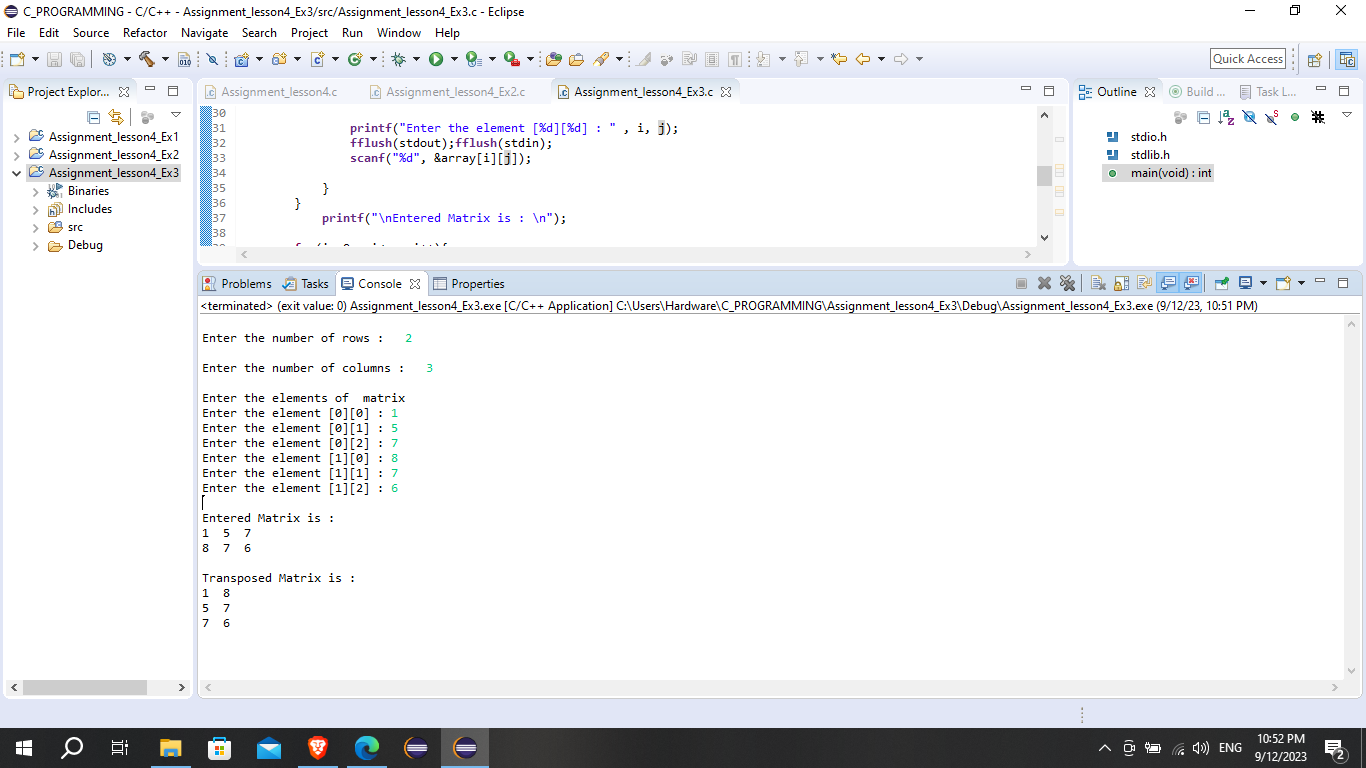 C_PROGRAMMING - C/C++ - Assignment_lesson4_Ex3/src/Assignment_lesson4_Ex3.c - Eclipse
File Edit Source Refactor Navigate Search Project Run Window Help
Quick Access
Project Explor...
Assignment_lesson4_Ex1
Assignment_lesson4_Ex2
Assignment_lesson4_Ex3
Binaries
Includes
src
Debug
Assignment_lesson4.c Assignment_lesson4_Ex2.c Assignment_lesson4_Ex3.c
30
31 printf("Enter the element [%d][%d] : " , i, j);
32 fflush(stdout);fflush(stdin);
33 scanf("%d", &array[i][j]);
34
35 }
36 }
37 printf("\nEntered Matrix is : \n");
38
Outline Build ... Task L...
stdio.h
stdlib.h
main(void) : int
Problems Tasks Console Properties
<terminated> (exit value: 0) Assignment_lesson4_Ex3.exe [C/C++ Application] C:\Users\Hardware\C_PROGRAMMING\Assignment_lesson4_Ex3\Debug\Assignment_lesson4_Ex3.exe (9/12/23, 10:51 PM)
Enter the number of rows : 2
Enter the number of columns : 3
Enter the elements of  matrix
Enter the element [0][0] : 1
Enter the element [0][1] : 5
Enter the element [0][2] : 7
Enter the element [1][0] : 8
Enter the element [1][1] : 7
Enter the element [1][2] : 6
Entered Matrix is :
1 5 7
8 7 6
Transposed Matrix is :
1 8
5 7
7 6
ENG
10:52 PM
9/12/2023
2